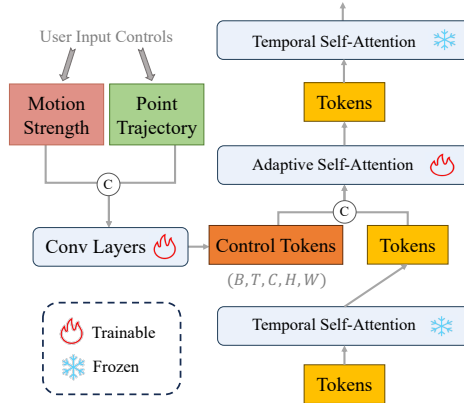 User Input Controls
Motion
Strength
Point
Trajectory
C
Conv Layers
Control Tokens
(B,T,C,H,W)
Temporal Self-Attention
Tokens
Adaptive Self-Attention
C
Tokens
Temporal Self-Attention
Tokens
Trainable
Frozen